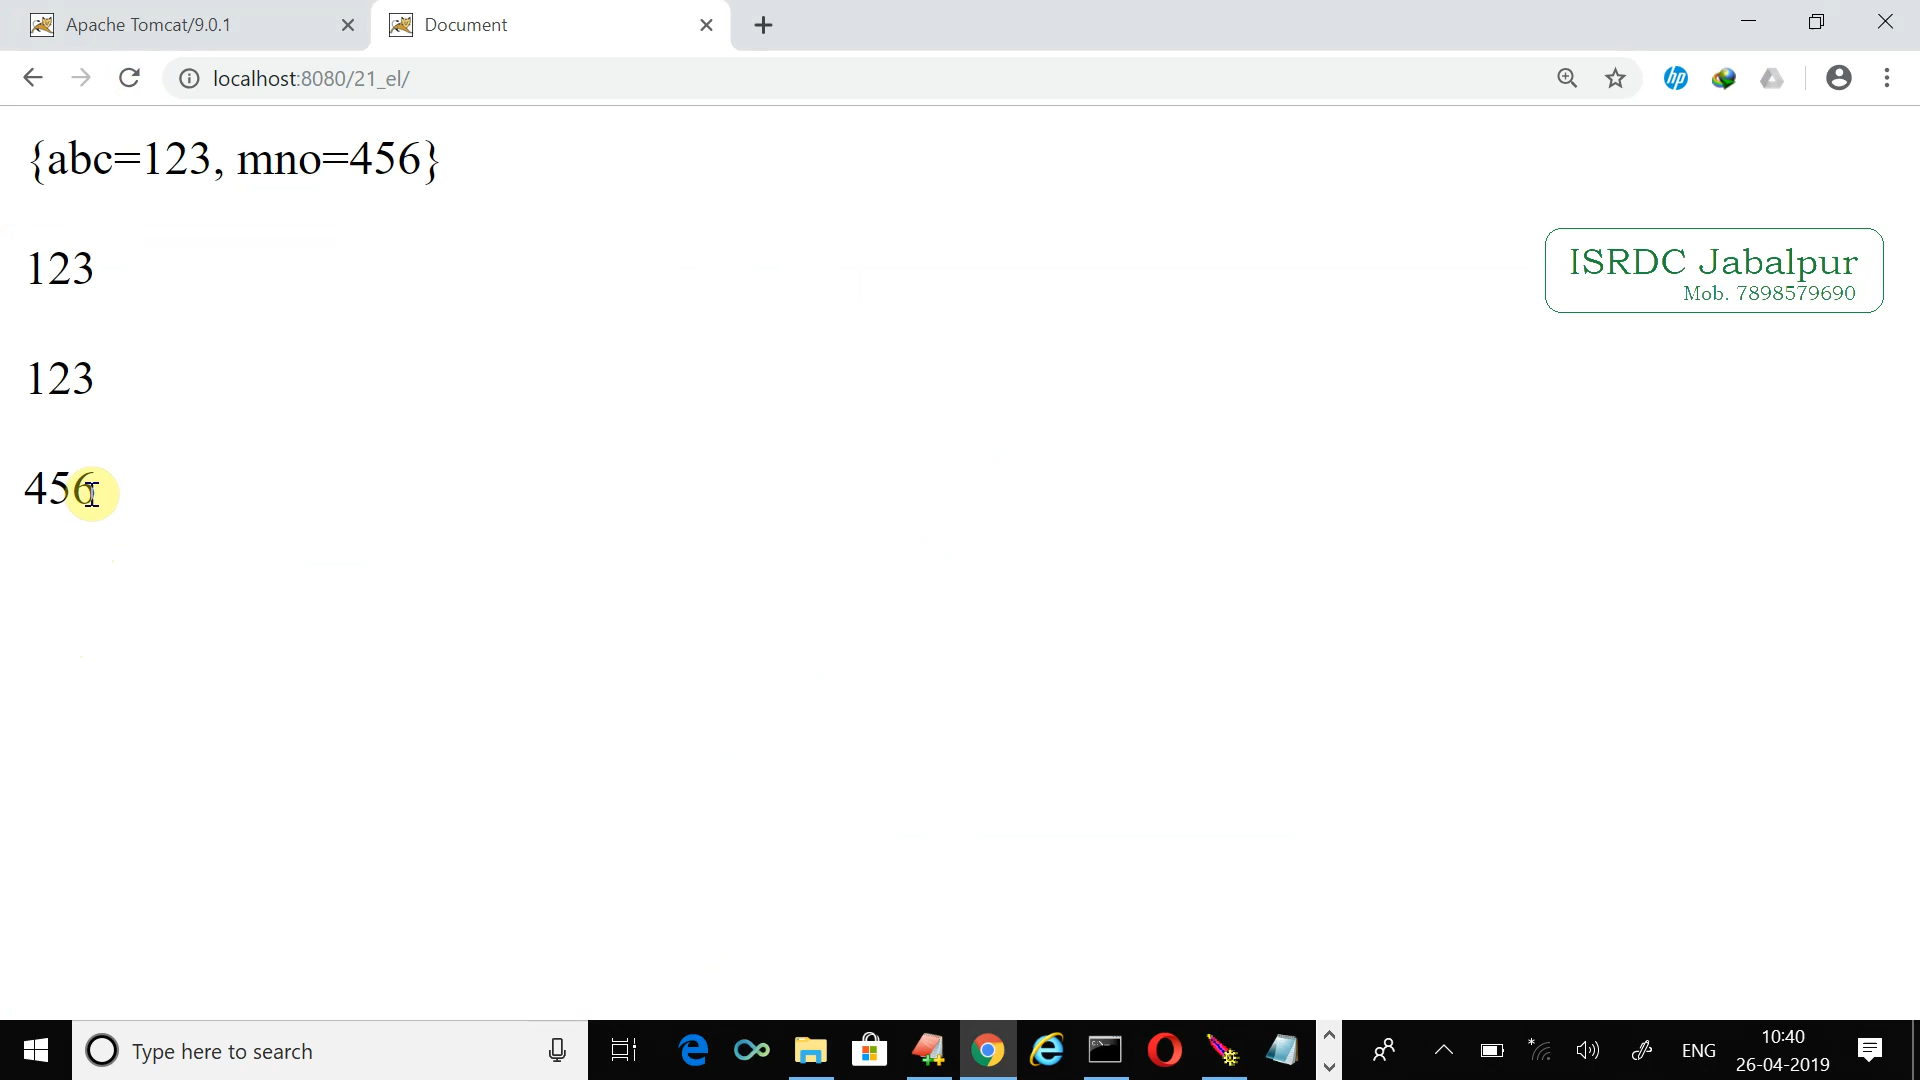 Apache Tomcat/9.0.1
Document
localhost:8080/21_el/
{abc=123, mno=456}
123
123
456
ISRDC Jabalpur
Mob. 7898579690
Type here to search
ENG
10:40
26-04-2019